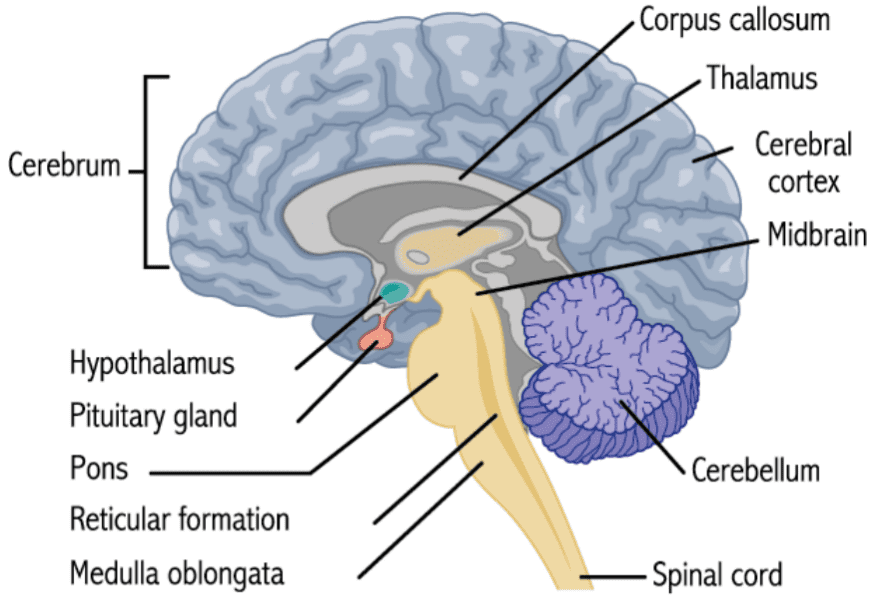 Corpus callosum
Thalamus
Cerebral
cortex
Cerebrum
Midbrain
Hypothalamus
Pituitary gland
Pons
Reticular formation
Medulla oblongata
Cerebellum
Spinal cord